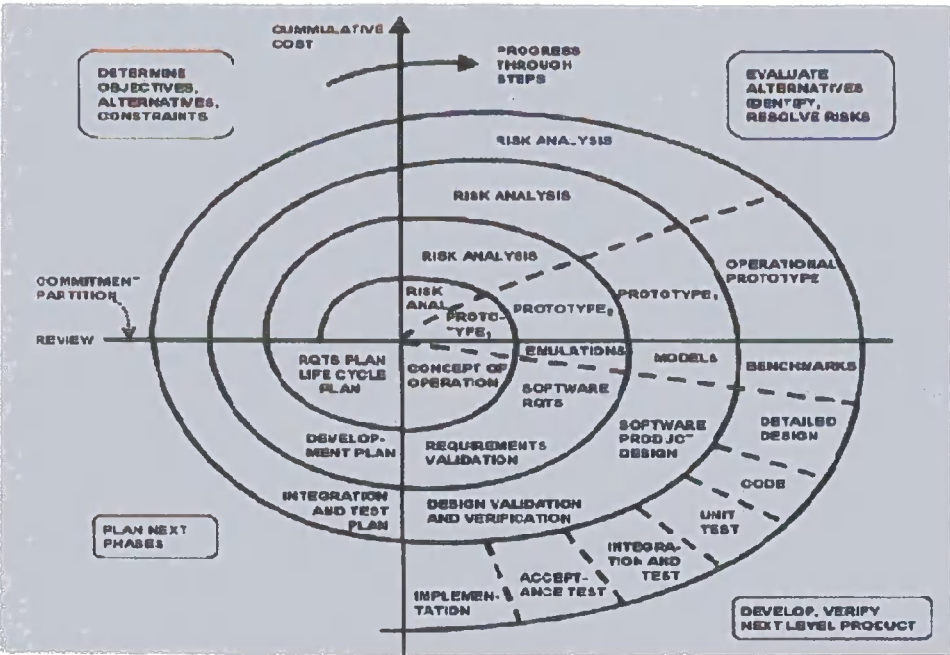 CUMMULATIVE
COST
PROGRESS
THROUGH
STEPS
DETERMINE
OBJECTIVES,
ALTERNATIVES,
CONSTRAINTS
EVALUATE
ALTERNATIVES
IDENTIFY,
RESOLVE RISKS
RISK ANALYSIS
RISK ANALYSIS
RISK ANALYSIS
RISK
ANAL
PROTO-
TYPE₁
PROTOTYPE₂
PROTOTYPE₃
OPERATIONAL
PROTOTYPE
COMMITMENT
PARTITION
REVIEW
RQTS PLAN
LIFE CYCLE
PLAN
CONCEPT OF
OPERATION
EMULATIONS
MODELS
BENCHMARKS
SOFTWARE
RQTS
SOFTWARE
PRODUCT
DESIGN
DETAILED
DESIGN
DEVELOP-
MENT PLAN
REQUIREMENTS
VALIDATION
CODE
INTEGRATION
AND TEST
PLAN
DESIGN VALIDATION
AND VERIFICATION
UNIT
TEST
PLAN NEXT
PHASES
INTEGRA-
TION AND
TEST
ACCEPT-
ANCE TEST
IMPLEMEN-
TATION
DEVELOP, VERIFY
NEXT LEVEL PRODUCT